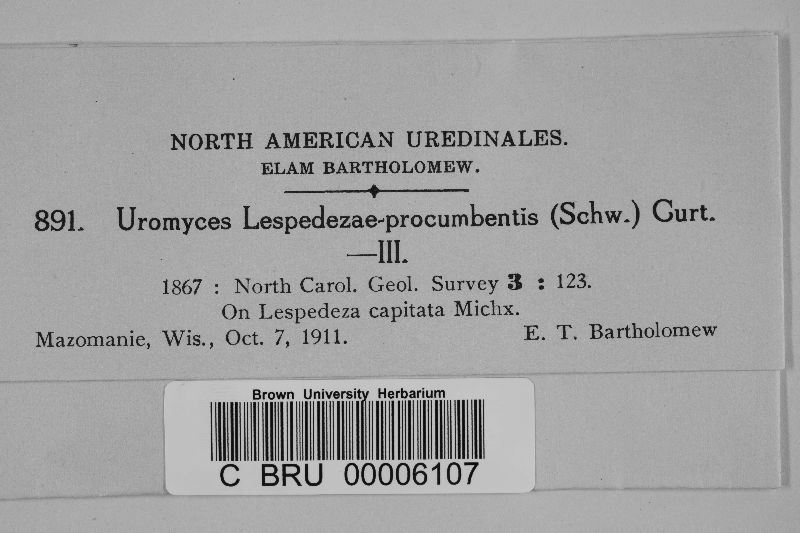 NORTH AMERICAN UREDINALES.
ELAM BARTHOLOMEW.
891. Uromyces Lespedezae-procumbentis (Schw.) Curt.
—III.
1867 : North Carol. Geol. Survey 3 : 123.
On Lespedeza capitata Michx.
Mazomanie, Wis., Oct. 7, 1911. E. T. Bartholomew
Brown University Herbarium
C BRU 00006107